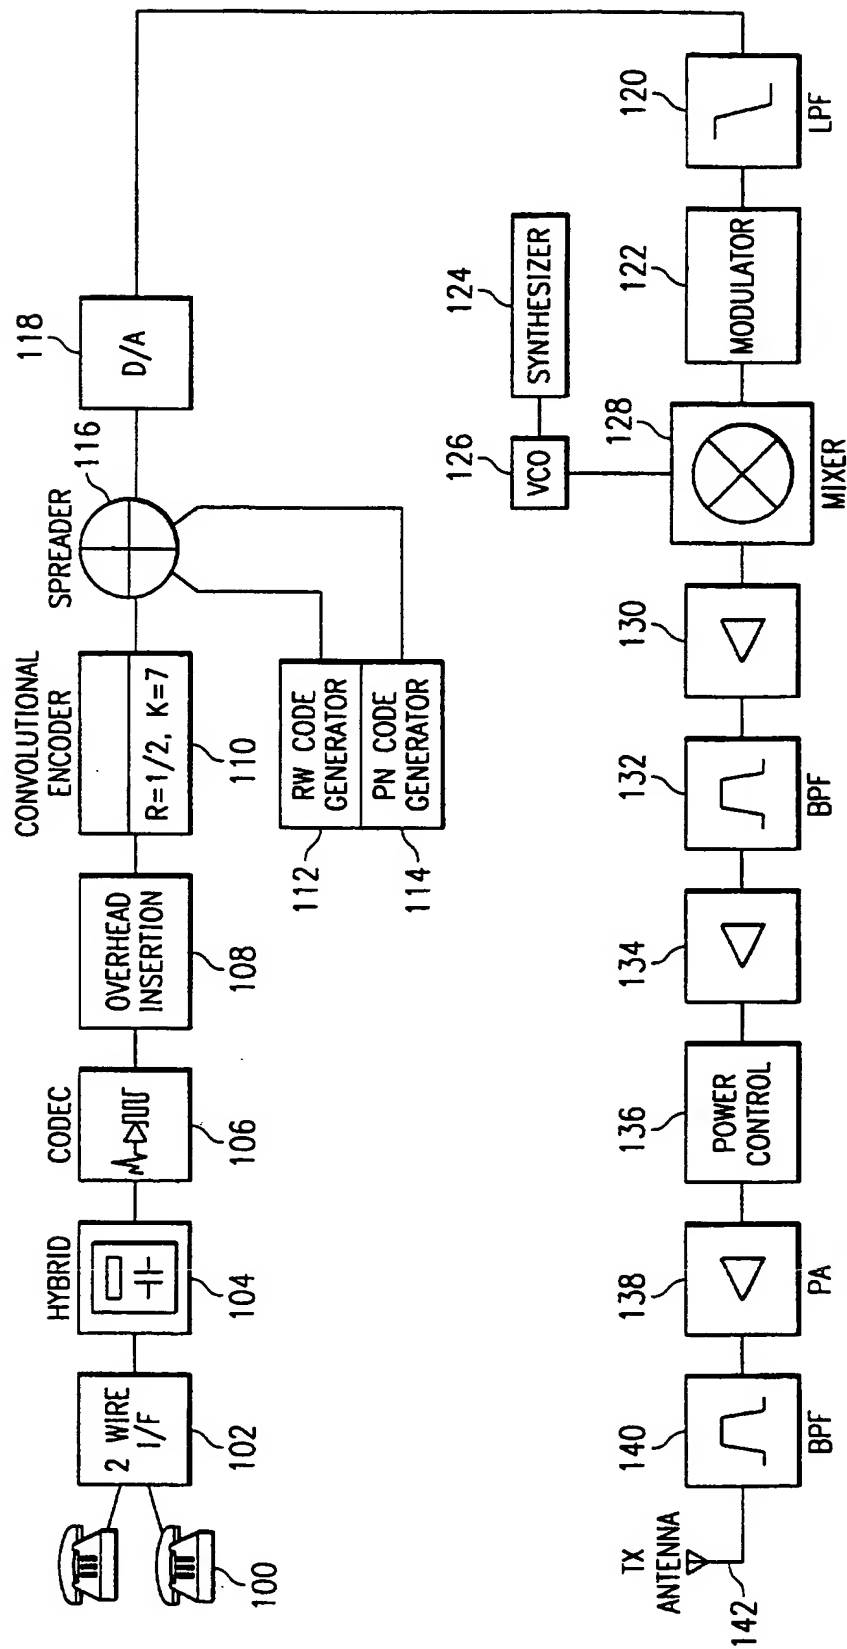 100
2 WIRE
I/F
102
HYBRID
104
CODEC
106
OVERHEAD
INSERTION
108
CONVOLUTIONAL
ENCODER
R=1/2, K=7
110
RW CODE
GENERATOR
112
PN CODE
GENERATOR
114
SPREADER
116
D/A
118
TX
ANTENNA
142
140
BPF
138
PA
POWER
CONTROL
136
134
132
BPF
130
128
MIXER
VCO
126
SYNTHESIZER
124
MODULATOR
122
120
LPF